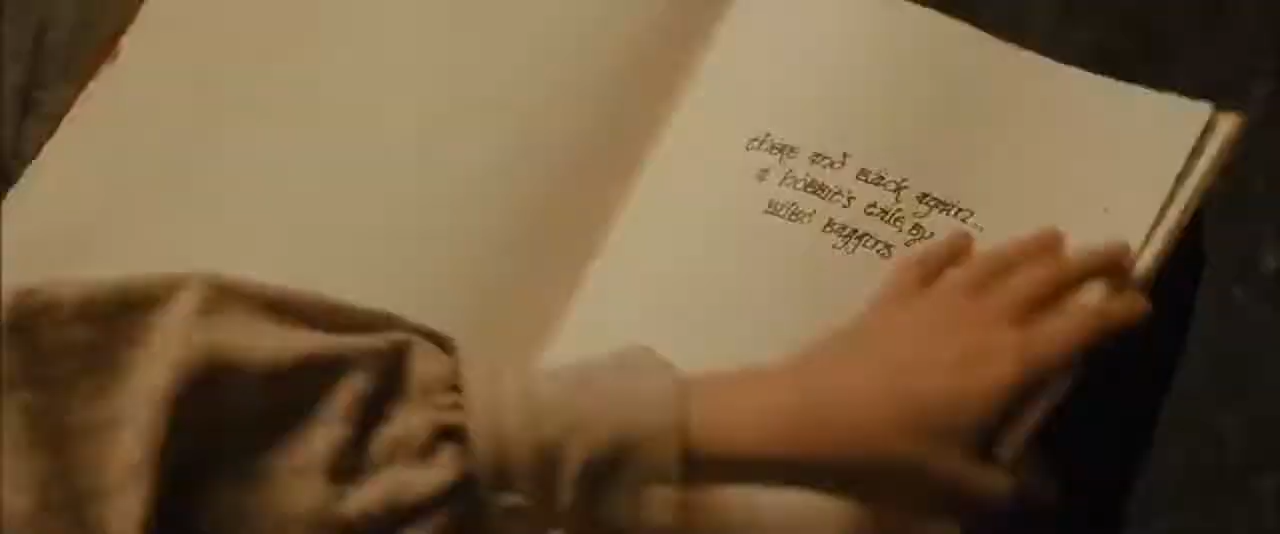 there and back again...
a hobbit's tale, by
bilbo baggins